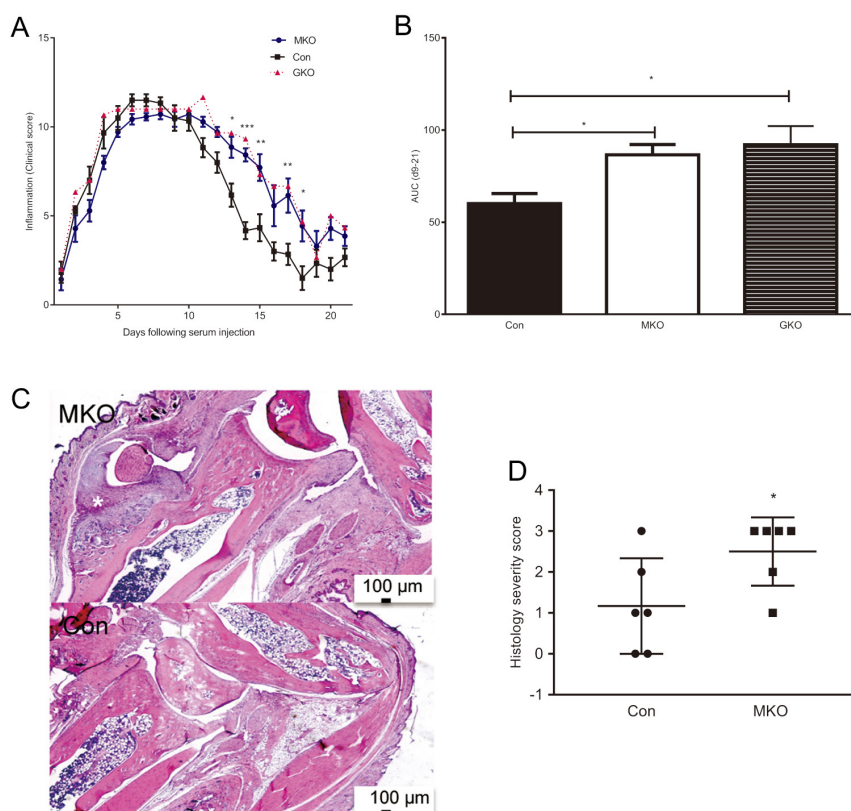 A
15
10
5
0
Inflammation (Clinical score)
MKO
Con
GKO
*
***
**
**
*
5
10
15
20
Days following serum injection
B
150
100
50
0
AUC (d9-21)
*
*
Con
MKO
GKO
C
MKO
*
100 µm
Con
100 µm
D
4
3
2
1
0
-1
Histology severity score
*
Con
MKO